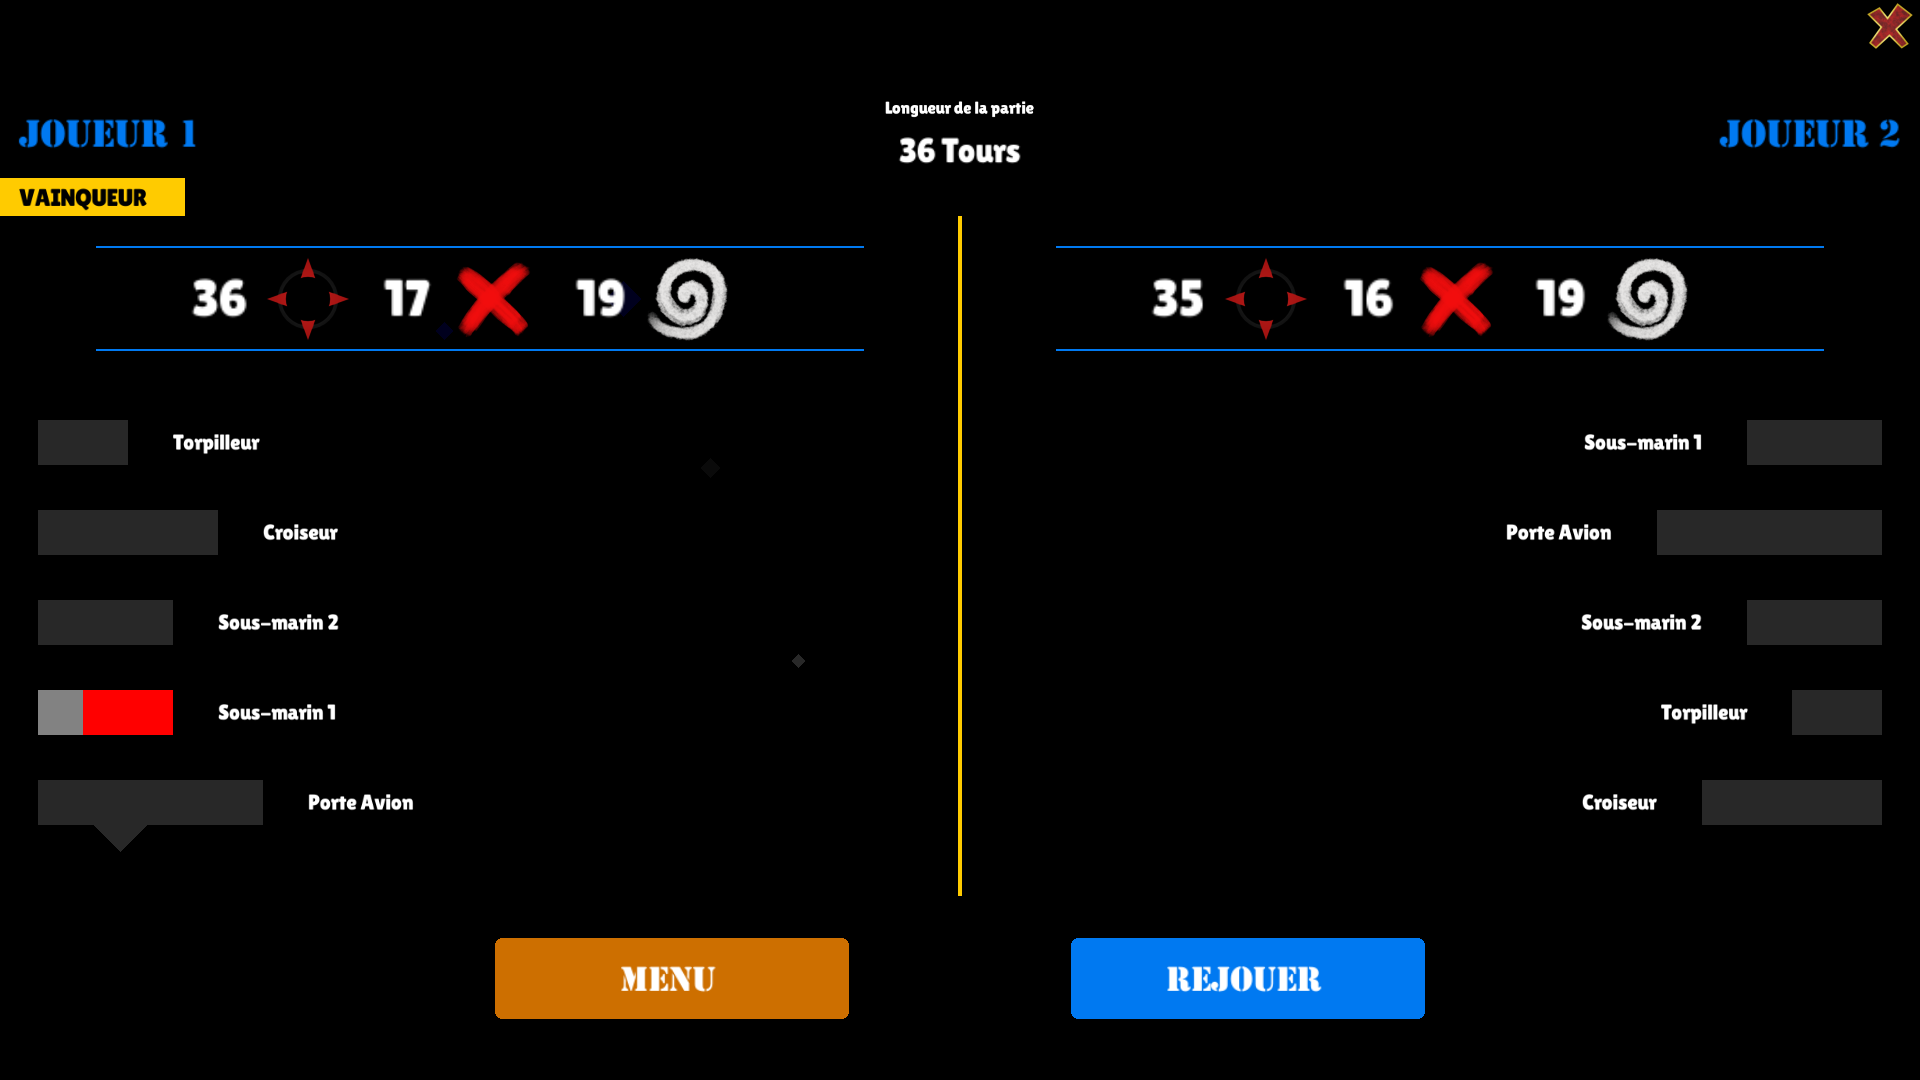 Longueur de la partie
36 Tours
JOUEUR 1
VAINQUEUR
36 17 19
Torpilleur
Croiseur
Sous-marin 2
Sous-marin 1
Porte Avion
JOUEUR 2
35 16 19
Sous-marin 1
Porte Avion
Sous-marin 2
Torpilleur
Croiseur
MENU
REJOUER